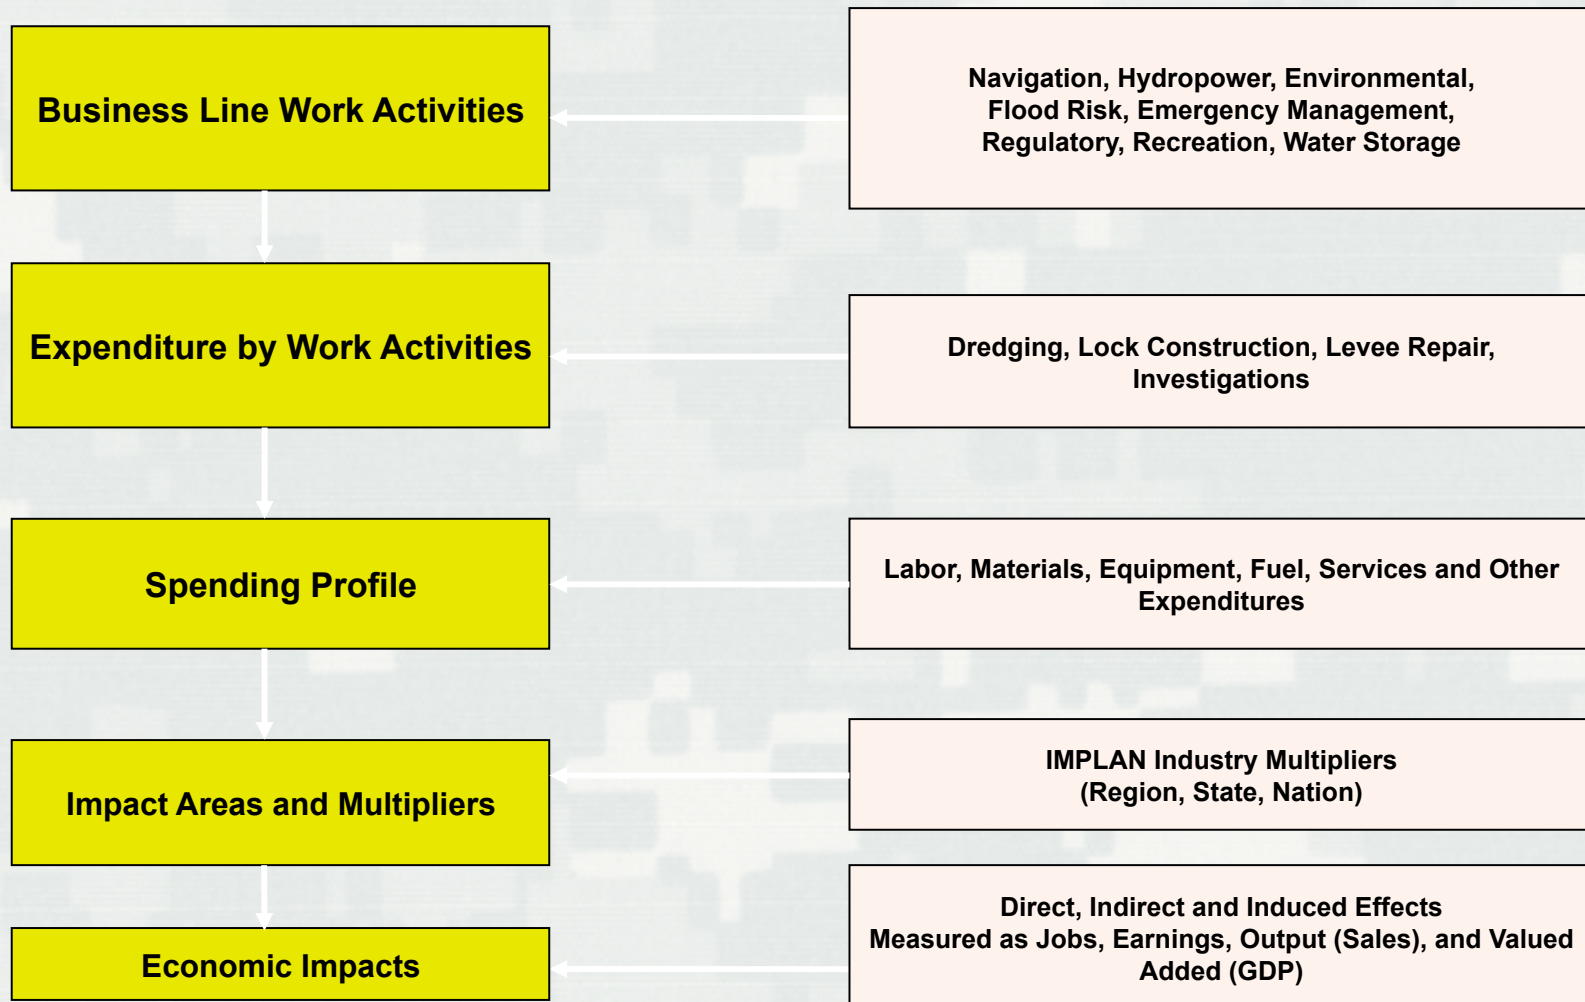 Business Line Work Activities
Navigation, Hydropower, Environmental,
Flood Risk, Emergency Management,
Regulatory, Recreation, Water Storage
Expenditure by Work Activities
Dredging, Lock Construction, Levee Repair,
Investigations
Spending Profile
Labor, Materials, Equipment, Fuel, Services and Other
Expenditures
Impact Areas and Multipliers
IMPLAN Industry Multipliers
(Region, State, Nation)
Economic Impacts
Direct, Indirect and Induced Effects
Measured as Jobs, Earnings, Output (Sales), and Valued
Added (GDP)